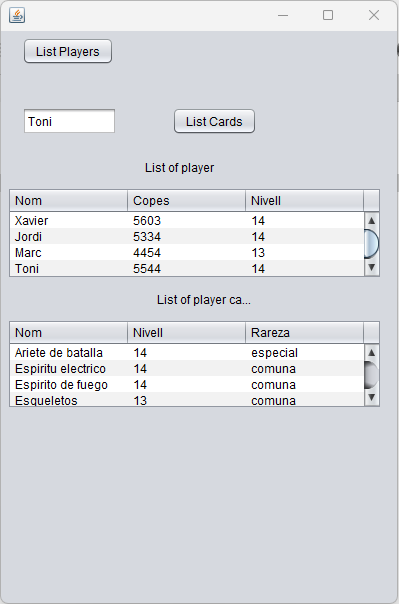 List Players
Toni
List Cards
List of player
Nom Copes Nivell
Xavier 5603 14
Jordi 5334 14
Marc 4454 13
Toni 5544 14
List of player ca...
Nom Nivell Rareza
Ariete de batalla 14 especial
Espiritu electrico 14 comuna
Espirito de fuego 14 comuna
Esqueletos 13 comuna